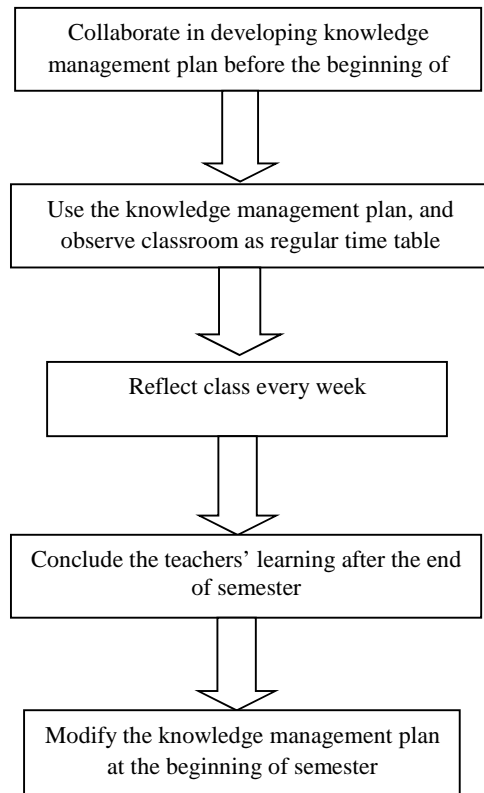 Collaborate in developing knowledge
management plan before the beginning of
Use the knowledge management plan, and
observe classroom as regular time table
Reflect class every week
Conclude the teachers’ learning after the end
of semester
Modify the knowledge management plan
at the beginning of semester